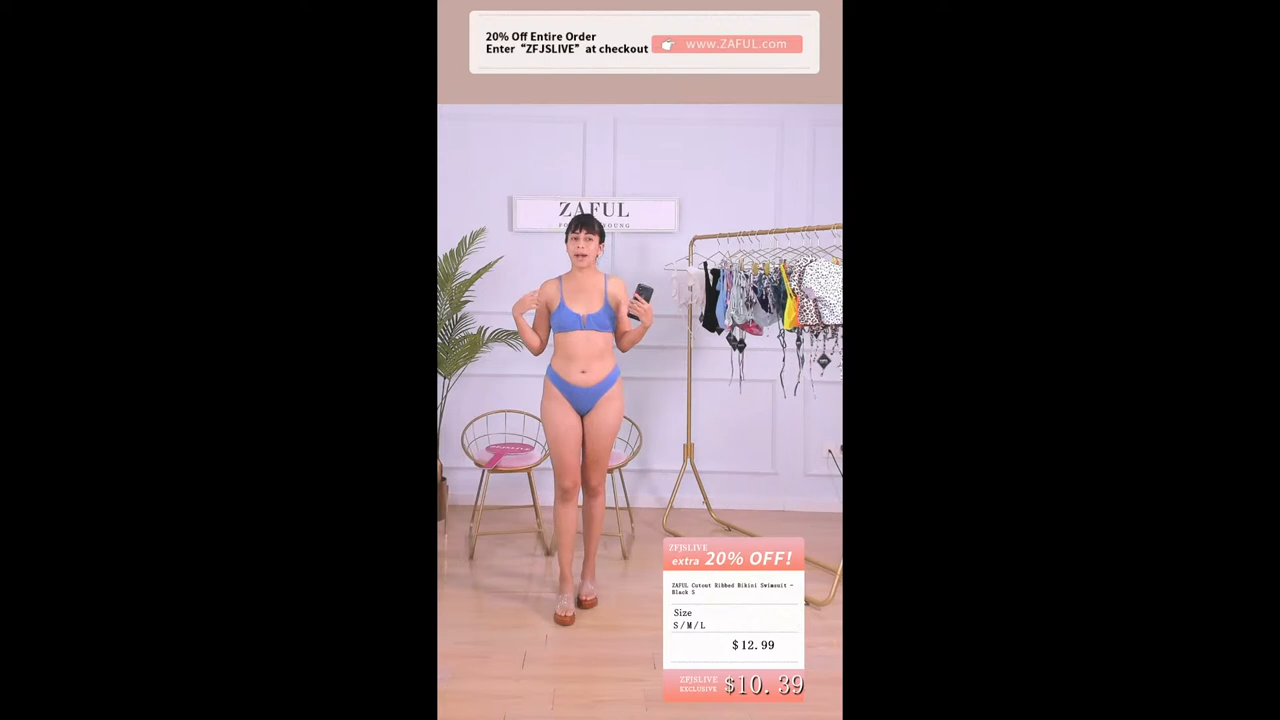 20% Off Entire Order
Enter “ZFJSLIVE” at checkout
www.ZAFUL.com
ZAFUL
ZFJSLIVE
extra 20% OFF!
ZAFUL Cutout Ribbed Bikini Swimsuit -
Black S
Size
S/M/L
$12.99
ZFJSLIVE
EXCLUSIVE
$10.39